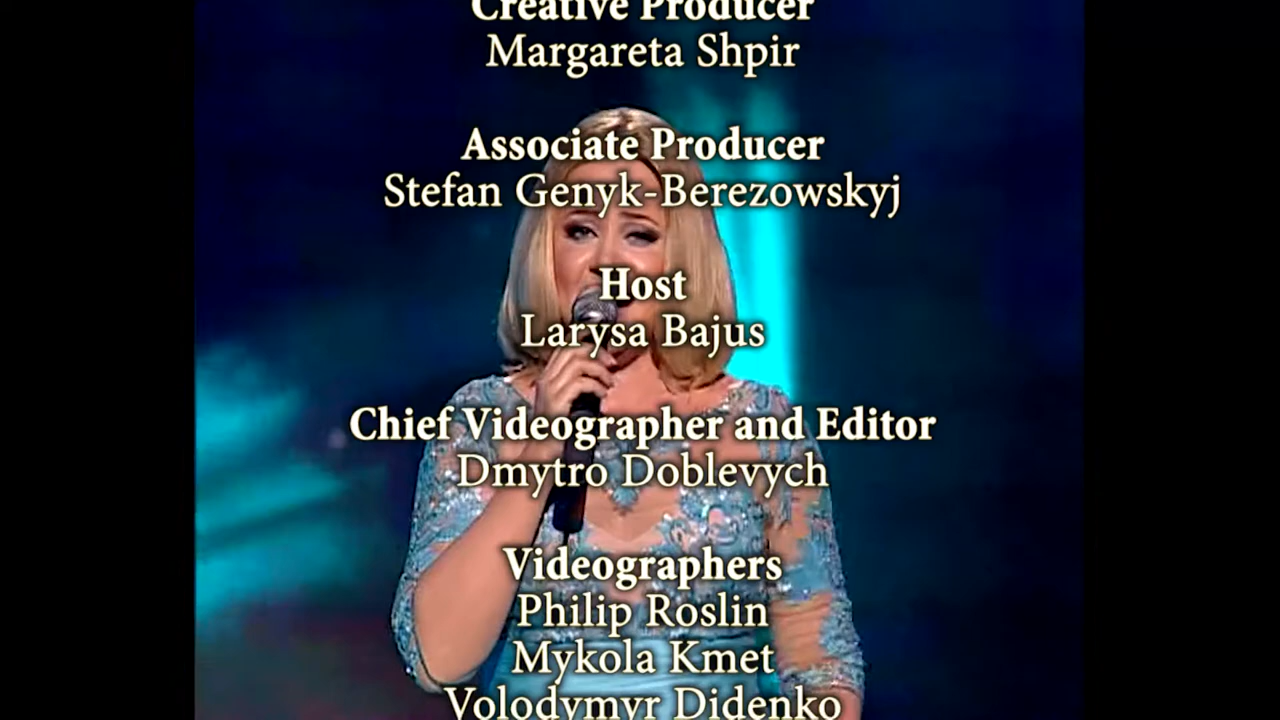 Creative Producer
Margareta Shpir
Associate Producer
Stefan Genyk-Berezowskyj
Host
Larysa Bajus
Chief Videographer and Editor
Dmytro Doblevych
Videographers
Philip Roslin
Mykola Kmet
Volodymyr Didenko